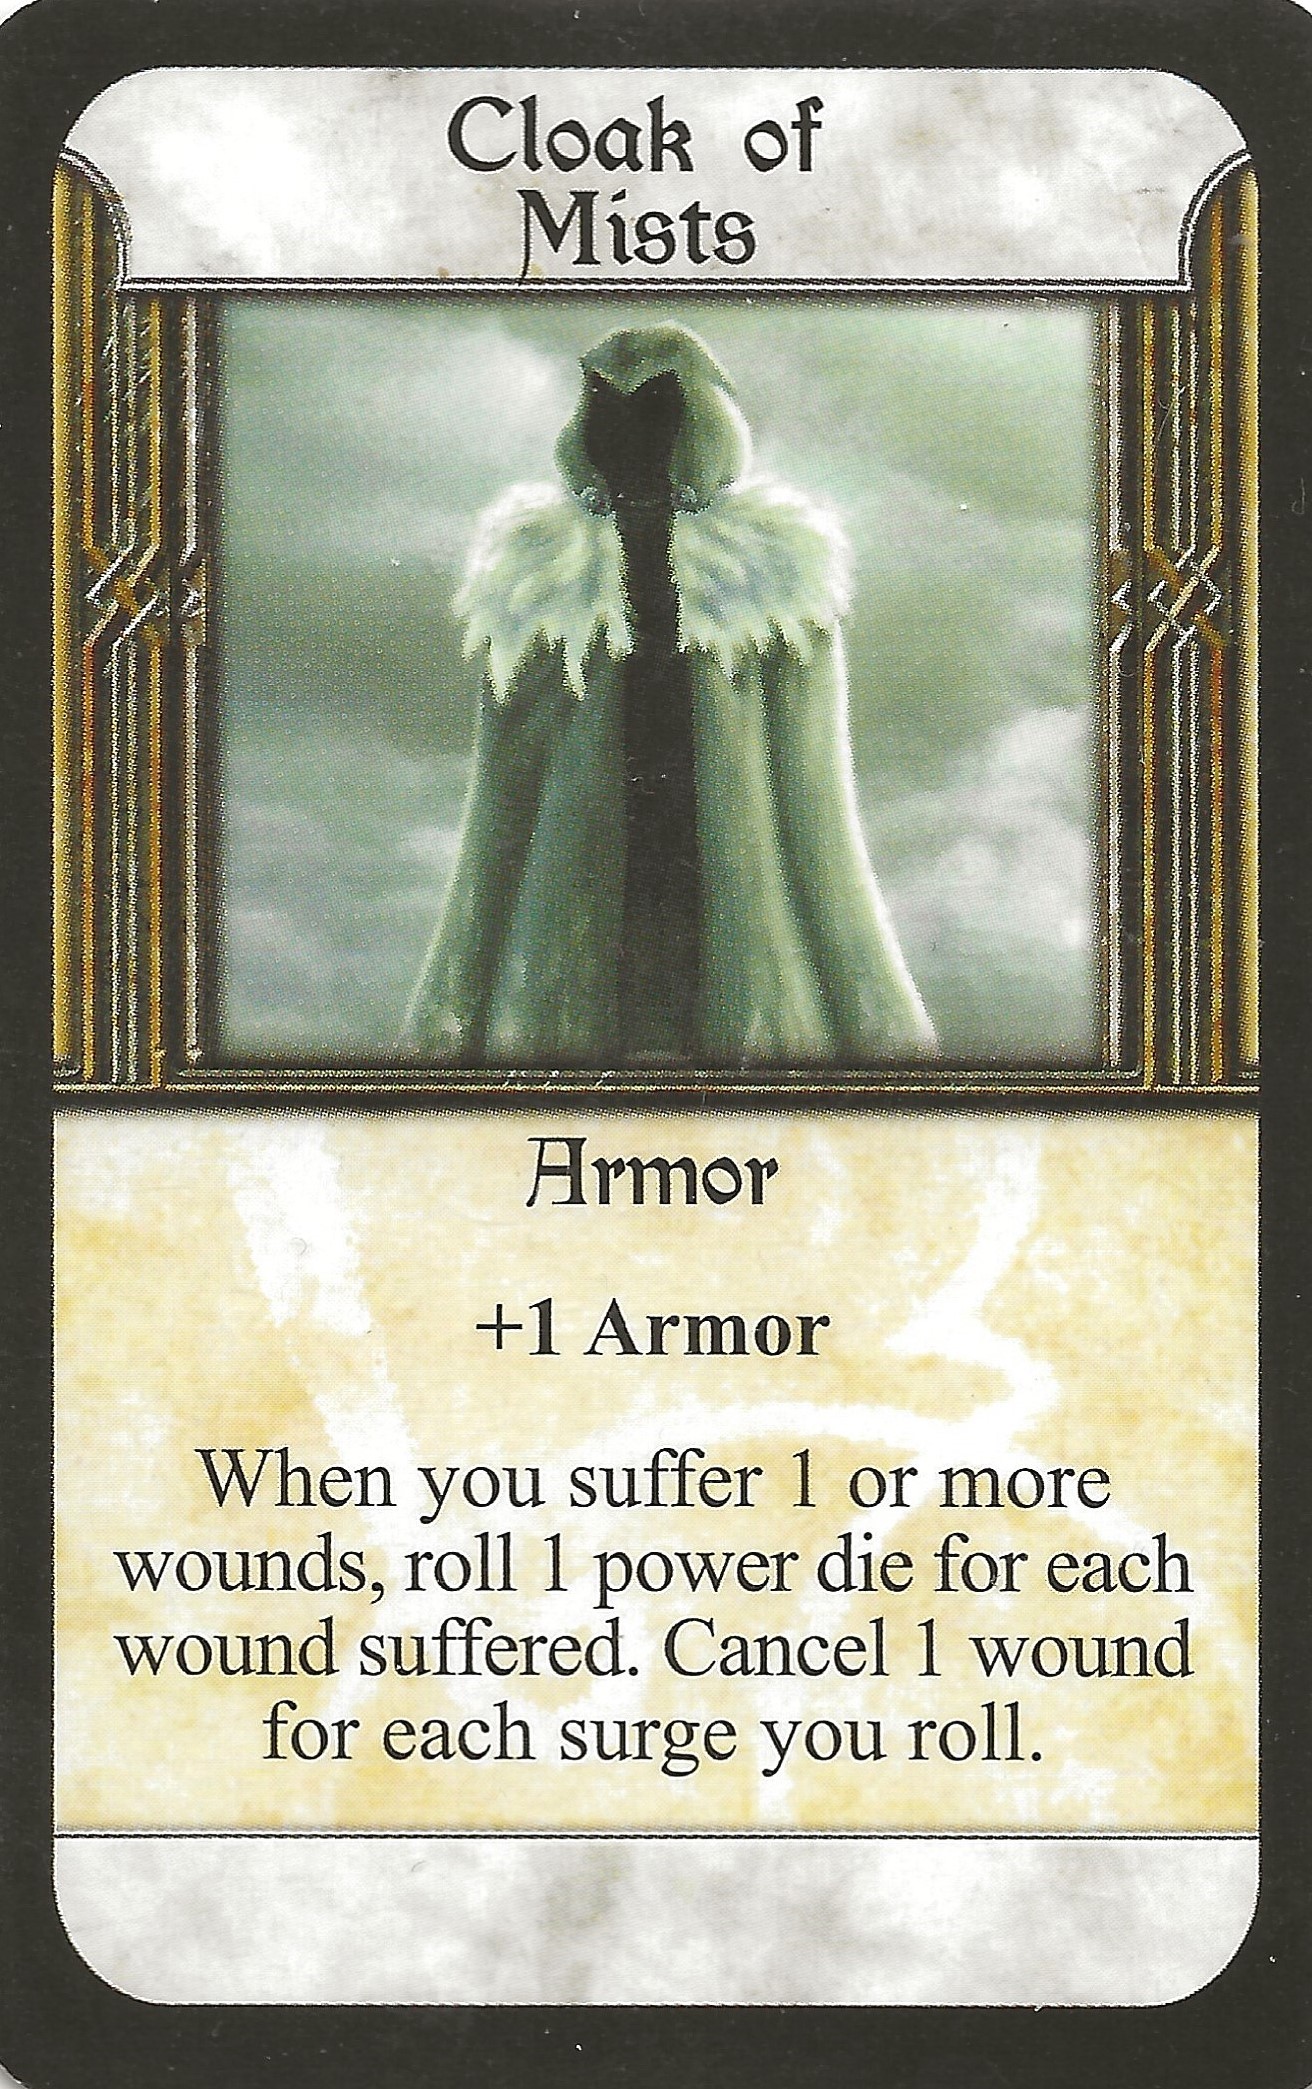 Cloak of
Mists
Armor
+1 Armor
When you suffer 1 or more
wounds, roll 1 power die for each
wound suffered. Cancel 1 wound
for each surge you roll.